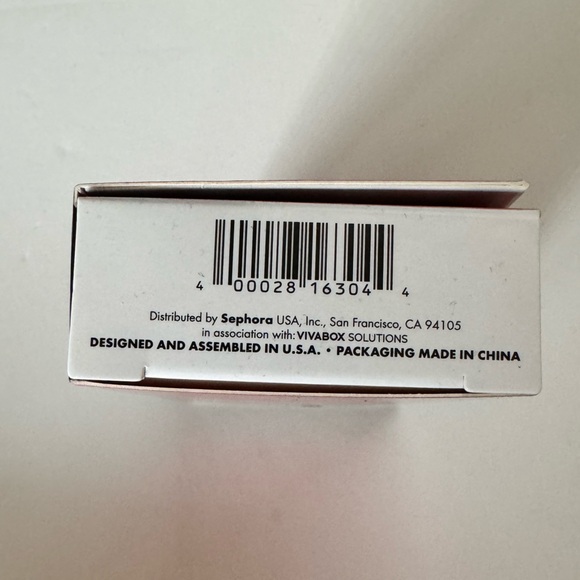 4 00028 16304 4
Distributed by Sephora USA, Inc., San Francisco, CA 94105
in association with: VIVABOX SOLUTIONS
DESIGNED AND ASSEMBLED IN U.S.A. • PACKAGING MADE IN CHINA